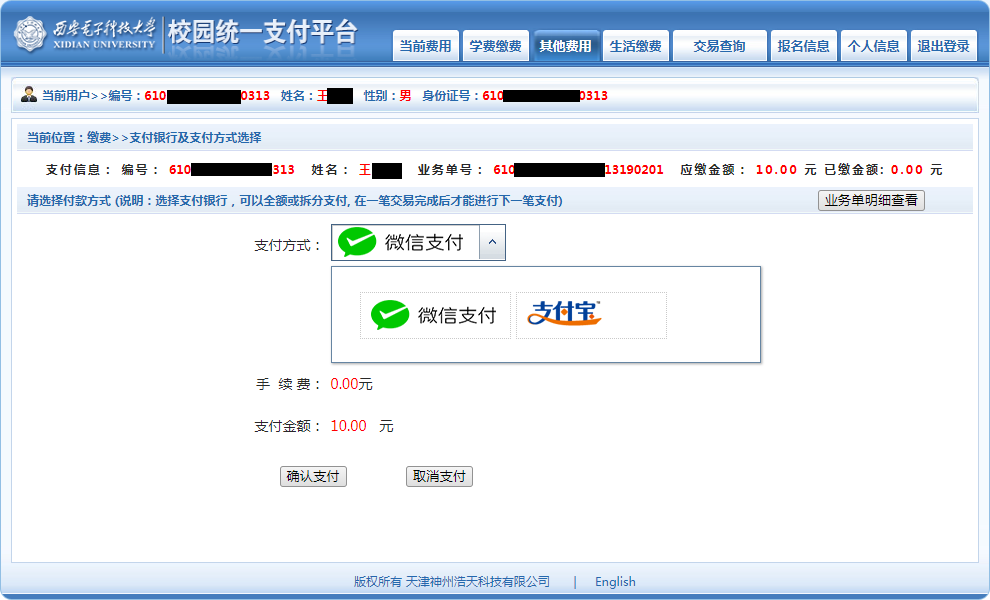 西安电子科技大学
XIDIAN UNIVERSITY
校园统一支付平台
当前费用 学费缴费 其他费用 生活缴费 交易查询 报名信息 个人信息 退出登录
当前用户>>编号：610 0313 姓名：王 性别：男 身份证号：610 0313
当前位置：缴费>>支付银行及支付方式选择
支付信息： 编号： 610 313 姓名： 王 业务单号： 610 13190201 应缴金额： 10.00 元 已缴金额: 0.00 元
请选择付款方式 (说明：选择支付银行，可以全额或拆分支付, 在一笔交易完成后才能进行下一笔支付) 业务单明细查看
支付方式： 微信支付
微信支付 支付宝
手 续 费： 0.00元
支付金额： 10.00 元
确认支付 取消支付
版权所有 天津神州浩天科技有限公司 | English